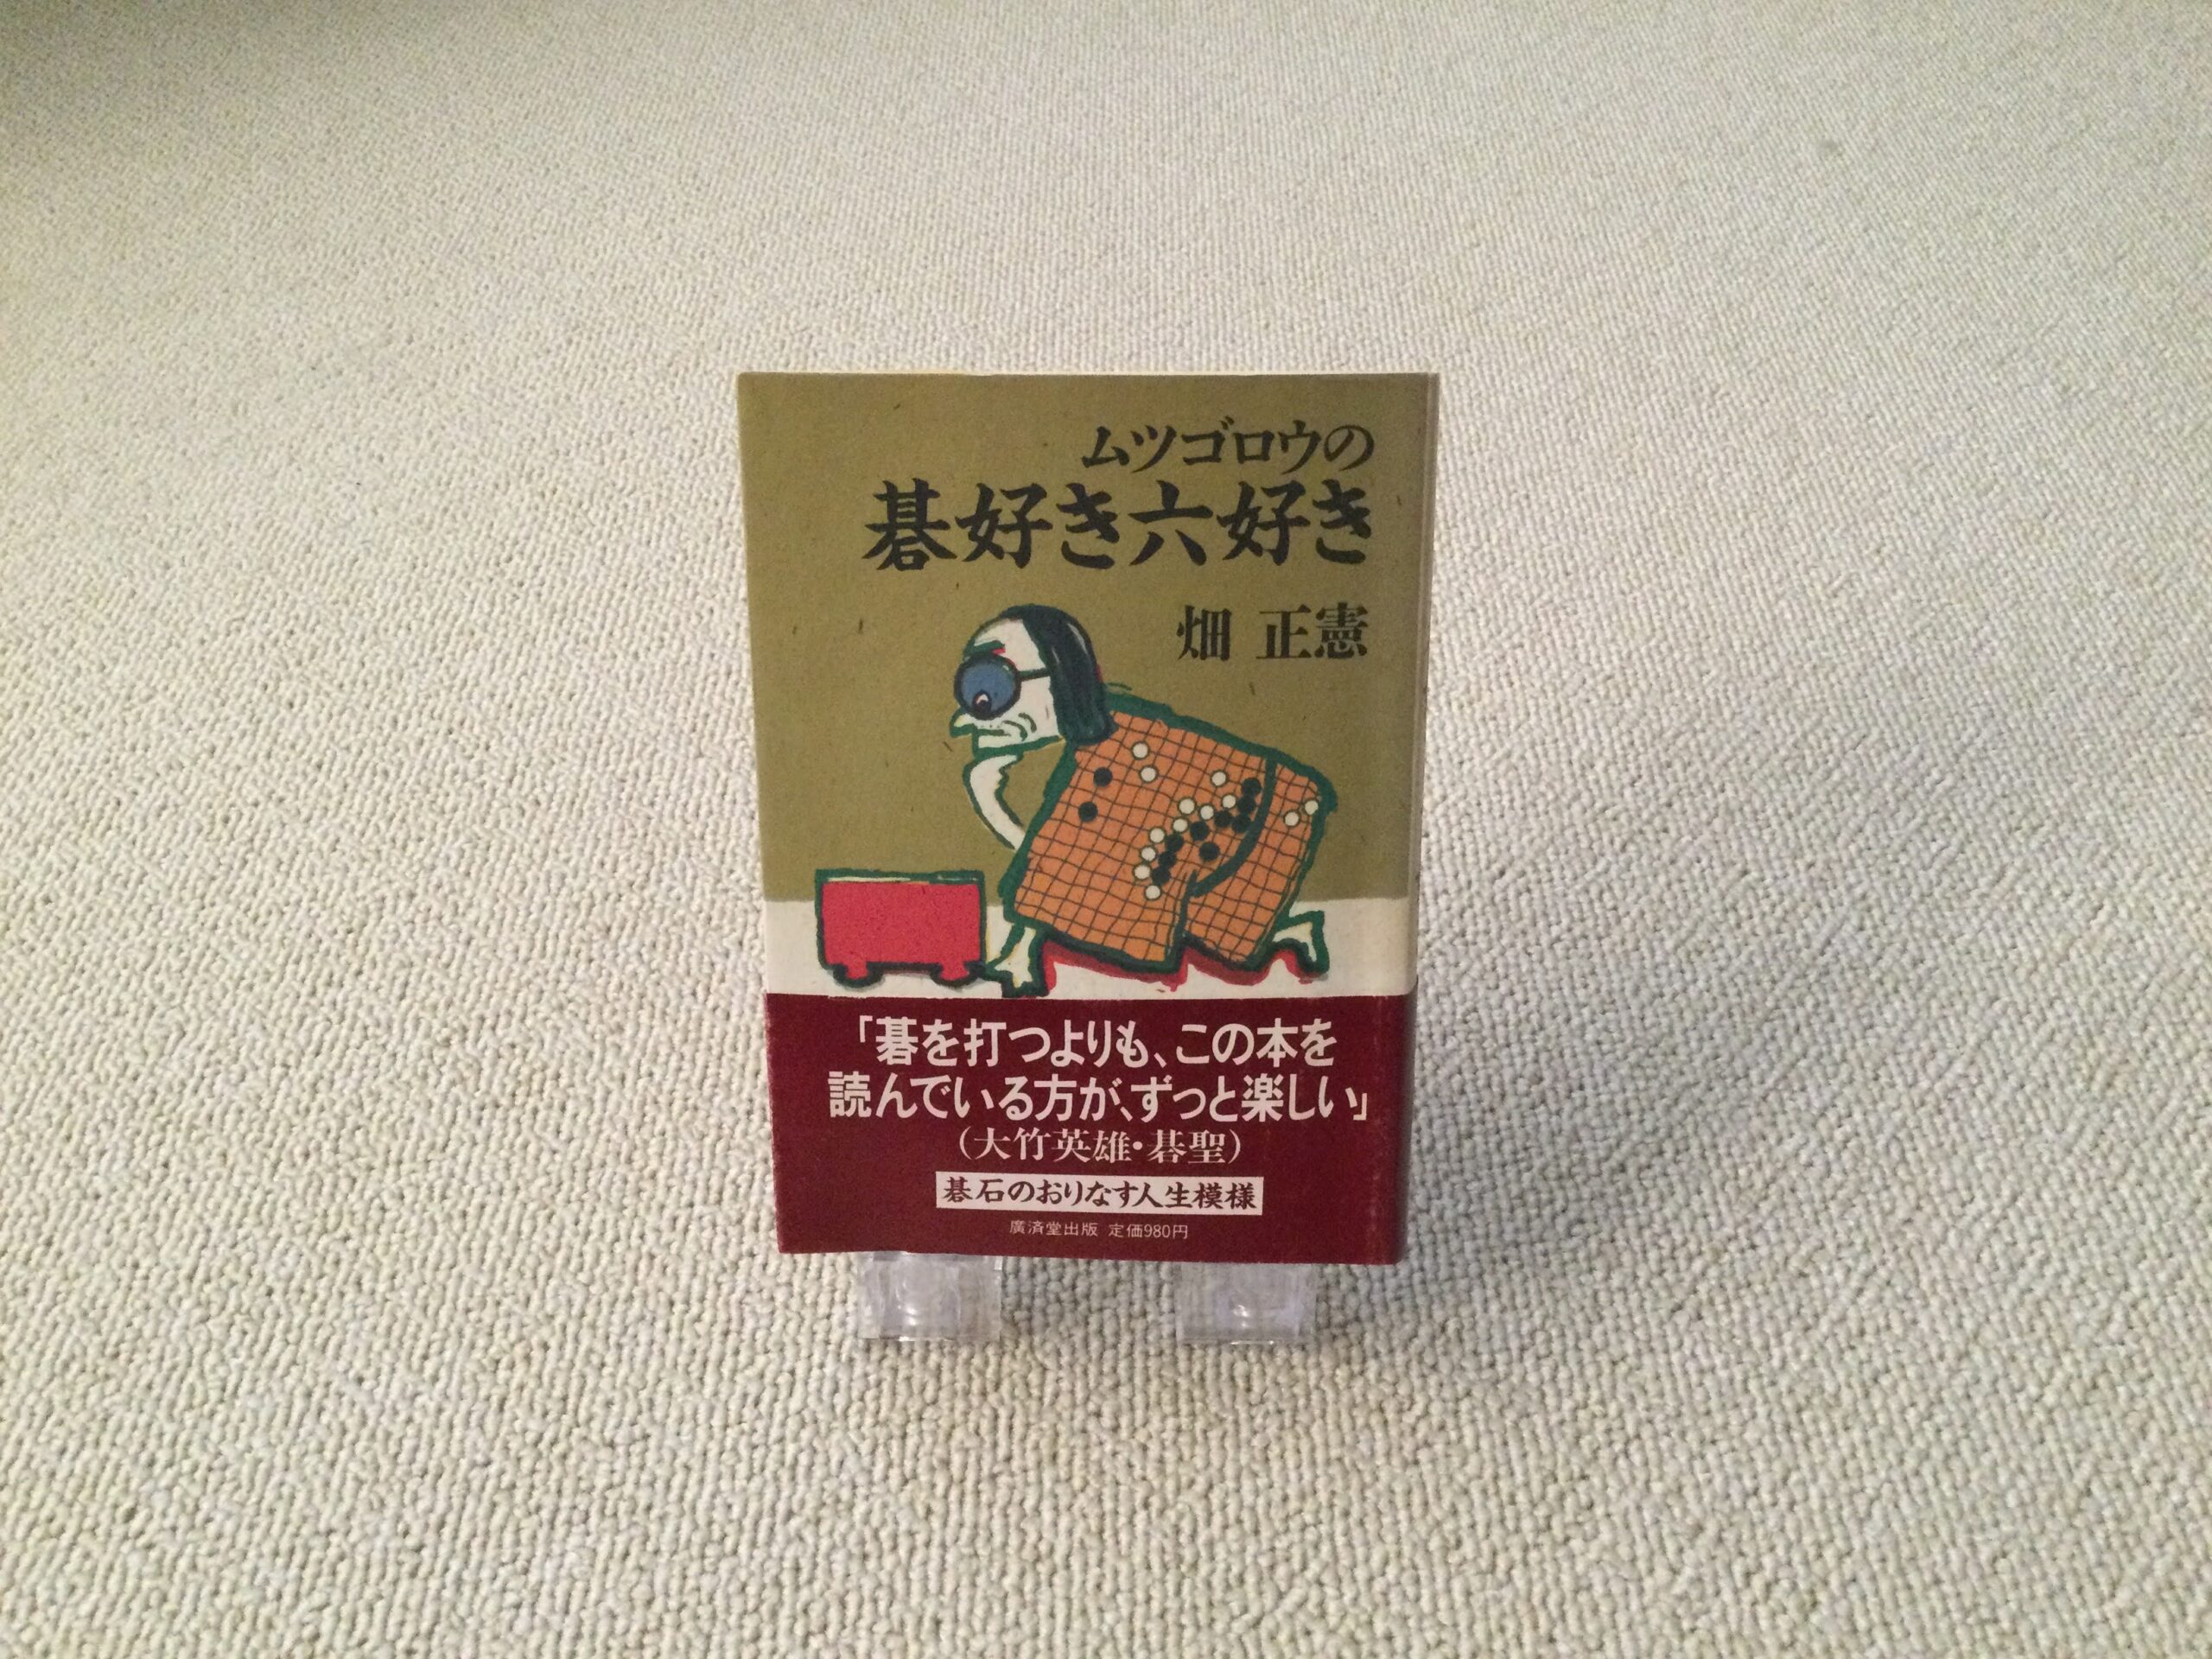 ムツゴロウの
碁好き六好き
畑 正憲
「碁を打つよりも、この本を
読んでいる方が、ずっと楽しい」
（大竹英雄・碁聖）
碁石のおりなす人生模様
廣済堂出版 定価980円